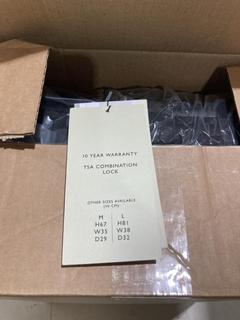 10 YEAR WARRANTY
TSA COMBINATION
LOCK
OTHER SIZES AVAILABLE
(IN CM):
M L
H67 H81
W35 W38
D29 D32